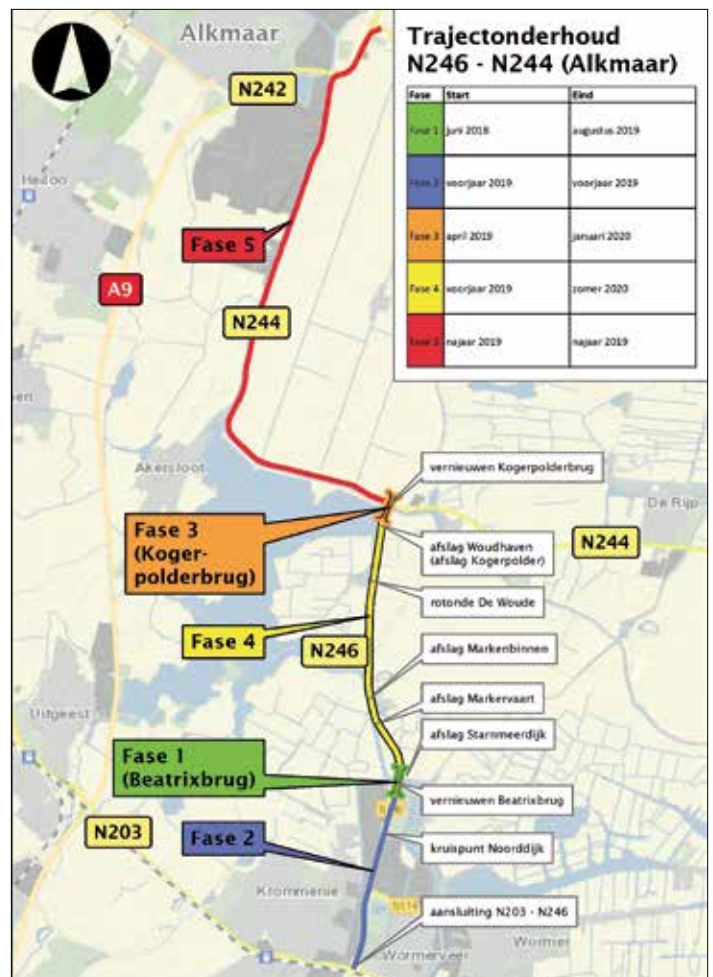 Trajectonderhoud
N246 - N244 (Alkmaar)
Fase Start Eind
Fase 1 juni 2018 augustus 2019
Fase 2 voorjaar 2019 voorjaar 2019
Fase 3 april 2019 januari 2020
Fase 4 voorjaar 2019 zomer 2020
Fase 5 najaar 2019 najaar 2019
Alkmaar
N242
Heiloo
Fase 5
A9
N244
Akersloot
vernieuwen Kogerpolderbrug
De Rijp
Fase 3
(Koger-
polderbrug)
N244
afslag Woudhaven
(afslag Kogerpolder)
rotonde De Woude
Fase 4
N246
afslag Markenbinnen
afslag Markervaart
Uitgeest
afslag Starnmeerdijk
Fase 1
(Beatrixbrug)
vernieuwen Beatrixbrug
N203
Fase 2
kruispunt Noorddijk
Krommenie
aansluiting N203 - N246
Wormer
Wormerveer